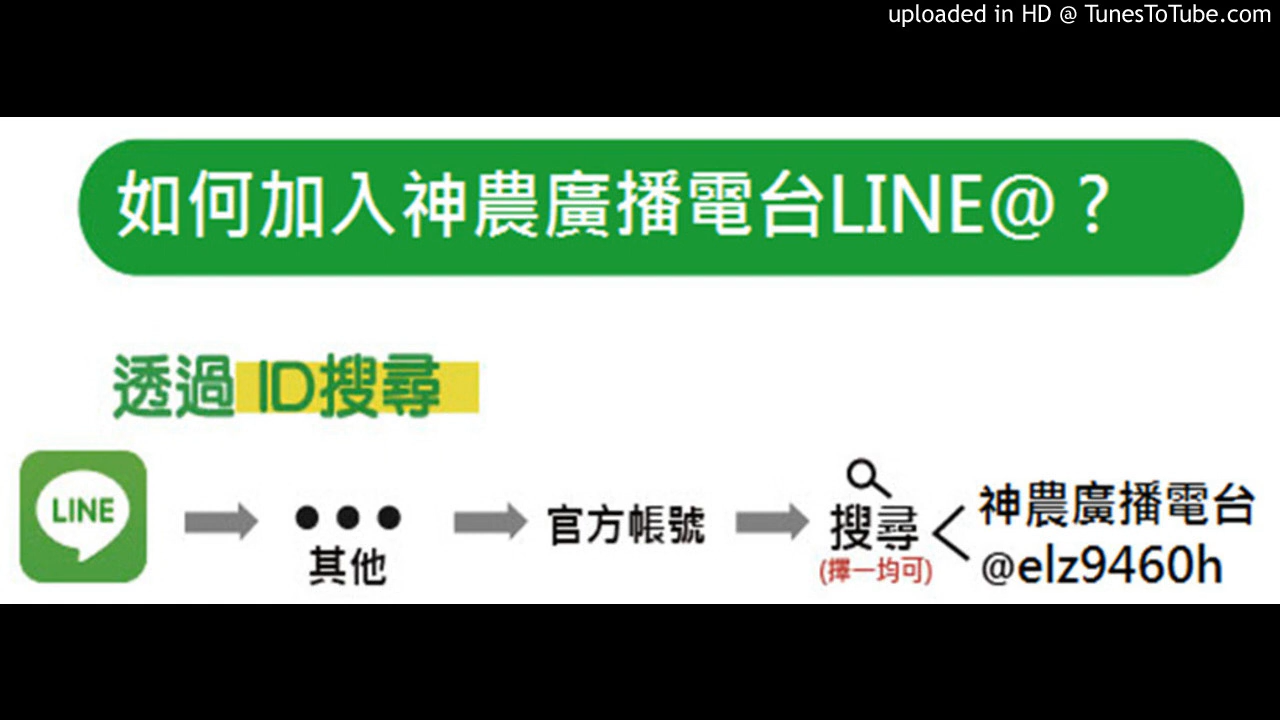 uploaded in HD @ TunesToTube.com
如何加入神農廣播電台LINE@？
透過 ID搜尋
LINE
其他
官方帳號
搜尋
(擇一均可)
神農廣播電台
@elz9460h